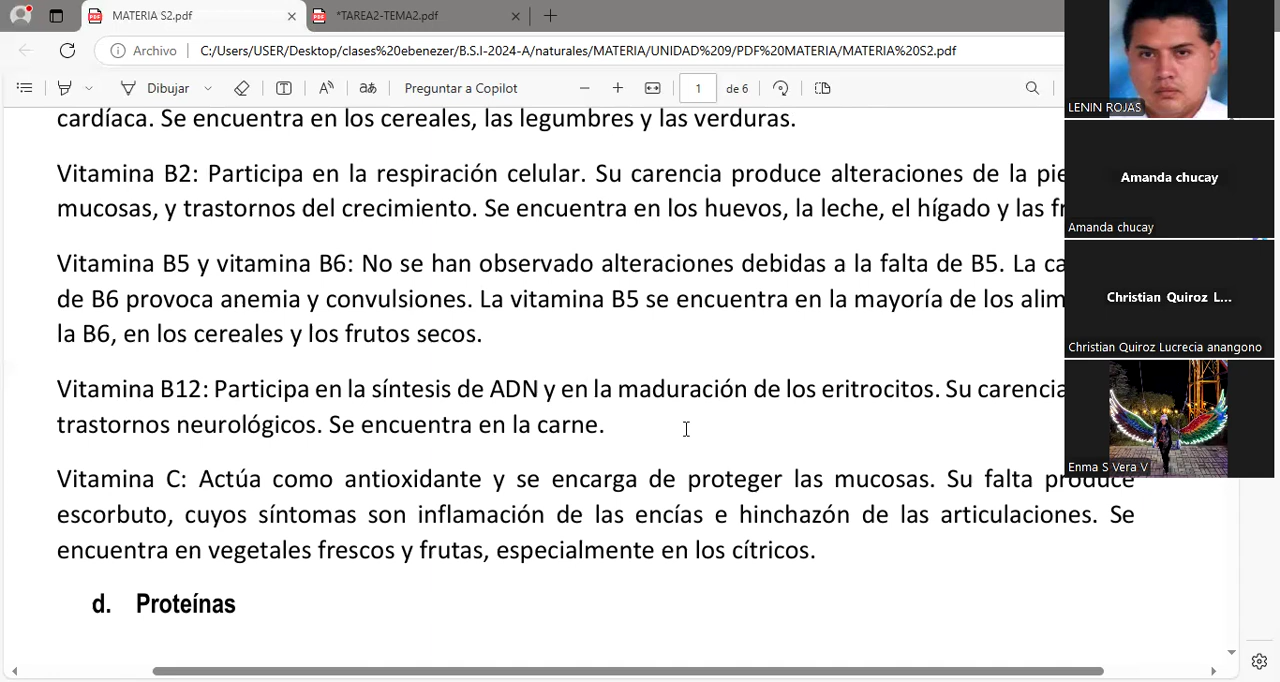 MATERIA S2.pdf
*TAREA2-TEMA2.pdf
Archivo
C:/Users/USER/Desktop/clases%20ebenezer/B.S.I-2024-A/naturales/MATERIA/UNIDAD%209/PDF%20MATERIA/MATERIA%20S2.pdf
Dibujar
Preguntar a Copilot
1
de 6
cardíaca. Se encuentra en los cereales, las legumbres y las verduras.
Vitamina B2: Participa en la respiración celular. Su carencia produce alteraciones de la
mucosas, y trastornos del crecimiento. Se encuentra en los huevos, la leche, el hígado y las
Vitamina B5 y vitamina B6: No se han observado alteraciones debidas a la falta de B5. La
de B6 provoca anemia y convulsiones. La vitamina B5 se encuentra en la mayoría de los
la B6, en los cereales y los frutos secos.
Vitamina B12: Participa en la síntesis de ADN y en la maduración de los eritrocitos. Su carencia
trastornos neurológicos. Se encuentra en la carne.
Vitamina C: Actúa como antioxidante y se encarga de proteger las mucosas. Su falta produce
escorbuto, cuyos síntomas son inflamación de las encías e hinchazón de las articulaciones. Se
encuentra en vegetales frescos y frutas, especialmente en los cítricos.
d. Proteínas
LENIN ROJAS
Amanda chucay
Amanda chucay
Christian Quiroz L...
Christian Quiroz Lucrecia anangono
Enma S Vera V